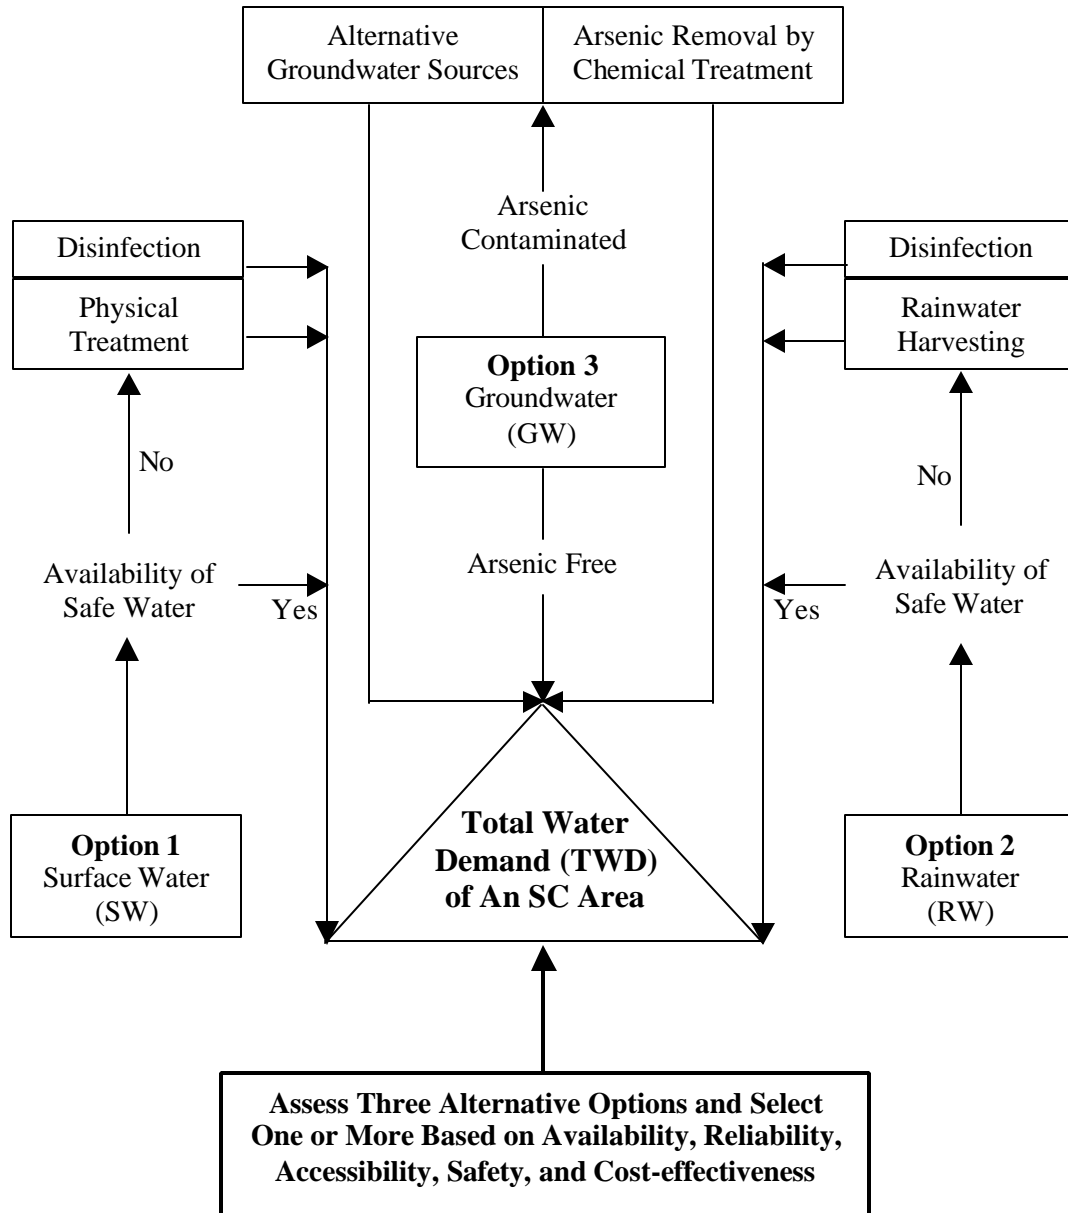 Alternative
Groundwater Sources
Arsenic Removal by
Chemical Treatment
Arsenic
Contaminated
Disinfection
Physical
Treatment
Disinfection
Rainwater
Harvesting
Option 3
Groundwater
(GW)
No
No
Arsenic Free
Availability of
Safe Water
Yes
Availability of
Safe Water
Yes
Option 1
Surface Water
(SW)
Total Water
Demand (TWD)
of An SC Area
Option 2
Rainwater
(RW)
Assess Three Alternative Options and Select
One or More Based on Availability, Reliability,
Accessibility, Safety, and Cost-effectiveness